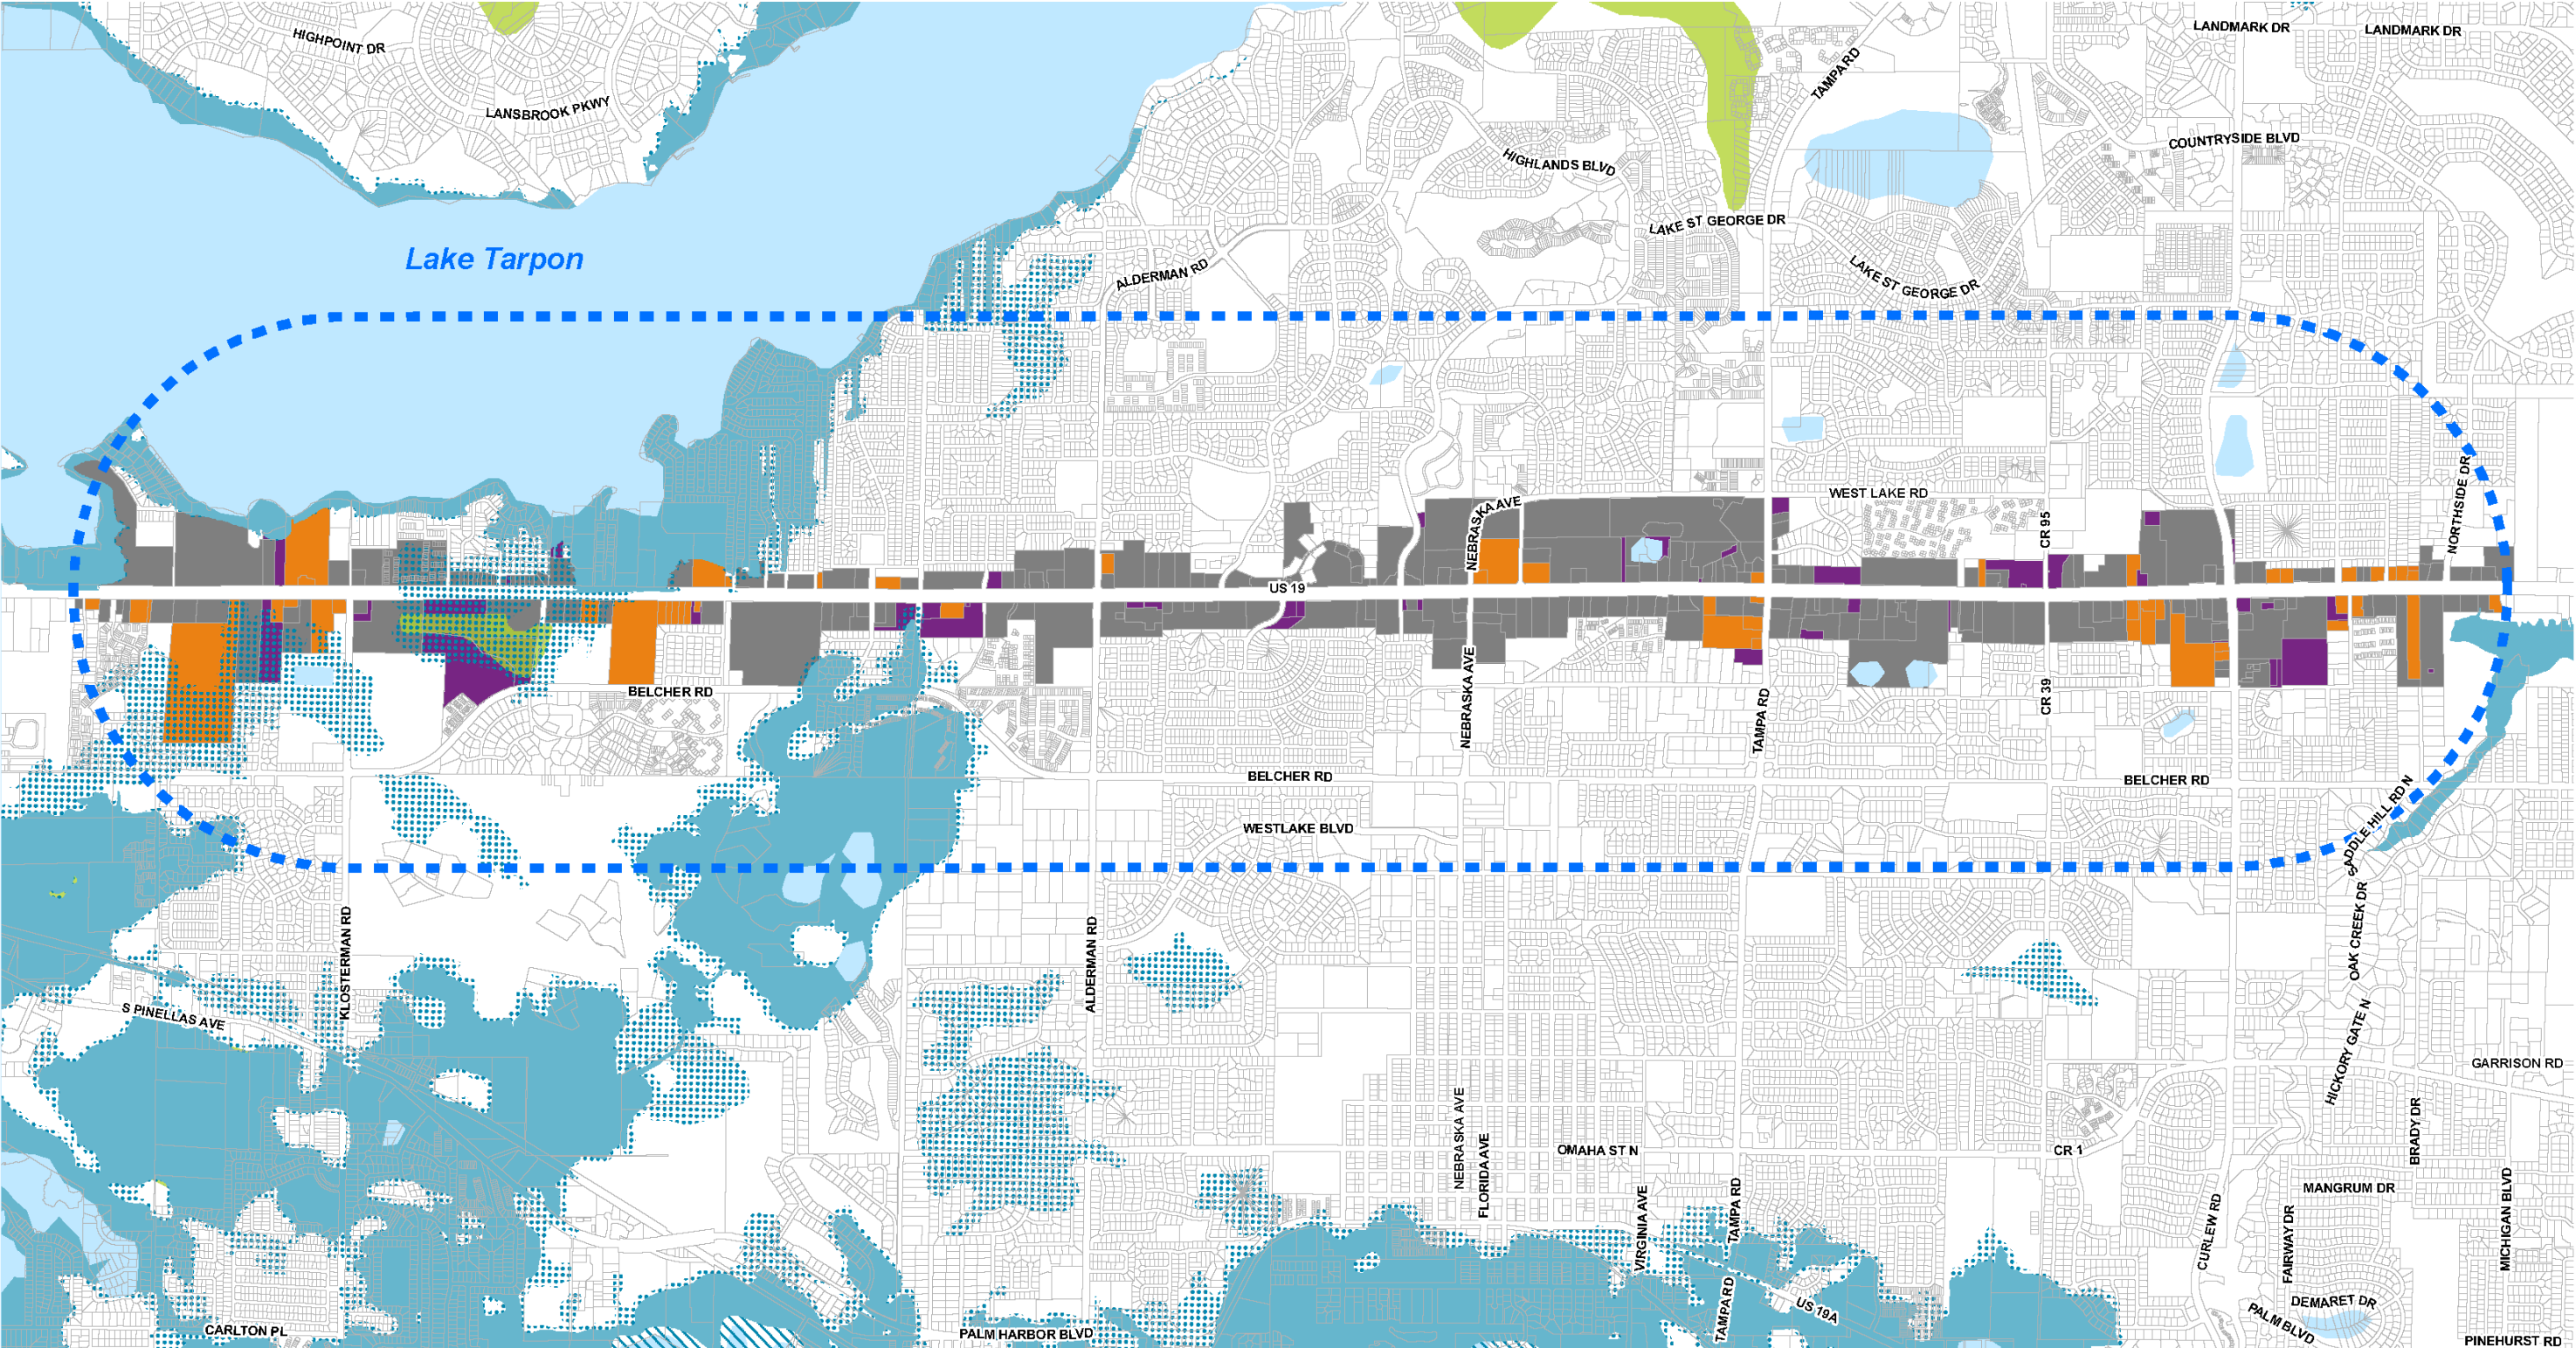 LANDMARK DR
LANDMARK DR
HIGHPOINT DR
TAMPA RD
LANSBROOK PKWY
COUNTRYSIDE BLVD
HIGHLANDS BLVD
LAKE ST GEORGE DR
Lake Tarpon
ALDERMAN RD
LAKE ST GEORGE DR
WEST LAKE RD
NEBRASKA AVE
NEBRASKA AVE
CR 95
NORTHSIDE DR
US 19
BELCHER RD
NEBRASKA AVE
TAMPA RD
CR 39
BELCHER RD
BELCHER RD
WESTLAKE BLVD
SADDLE HILL RD N
KLOSTERMAN RD
ALDERMAN RD
OAK CREEK DR
S PINELLAS AVE
HICKORY GATE N
GARRISON RD
NEBRASKA AVE
FLORIDA AVE
OMAHA ST N
CR 1
BRADY DR
MANGRUM DR
VIRGINIA AVE
TAMPA RD
CURLEW RD
FAIRWAY DR
MICHIGAN BLVD
TAMPA RD
US 19A
DEMARET DR
CARLTON PL
PALM HARBOR BLVD
PALM BLVD
PINEHURST RD